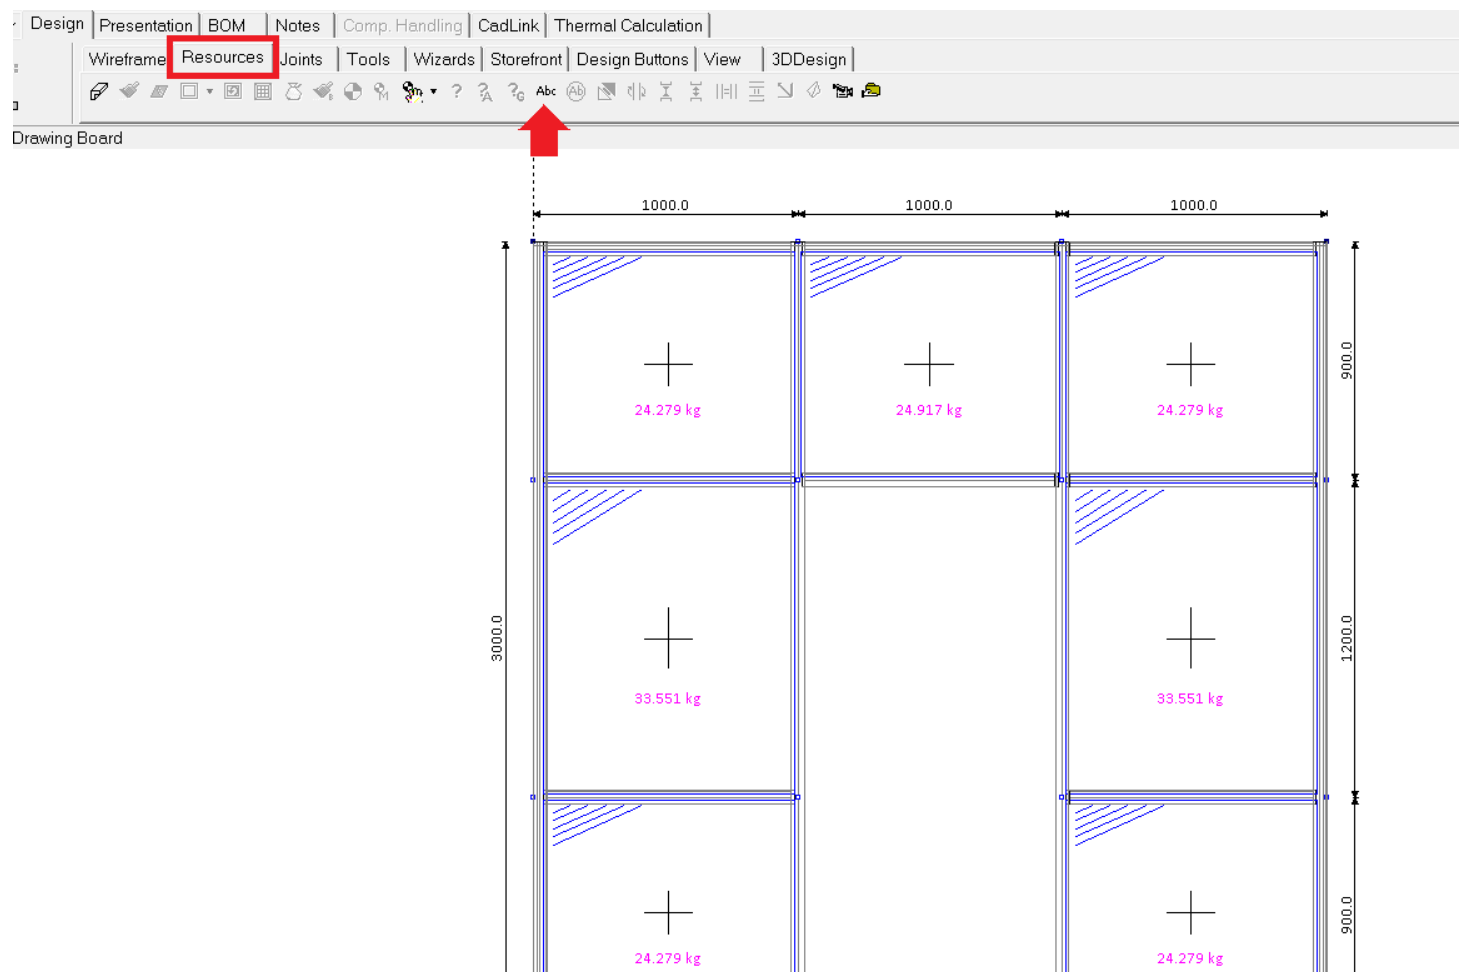 Design Presentation BOM Notes Comp. Handling CadLink Thermal Calculation
Wireframe Resources Joints Tools Wizards Storefront Design Buttons View 3DDesign
? ?A ?G Abc Ab
Drawing Board
1000.0 1000.0 1000.0
900.0
24.279 kg 24.917 kg 24.279 kg
3000.0
1200.0
33.551 kg 33.551 kg
900.0
24.279 kg 24.279 kg